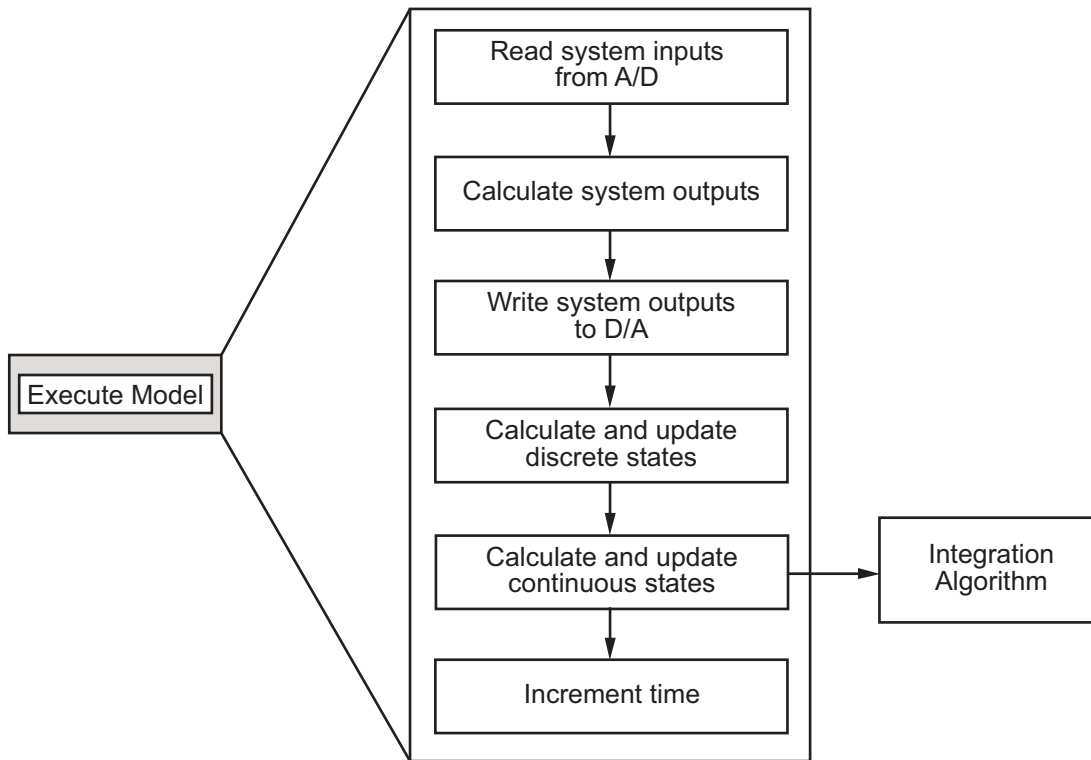 Read system inputs
from A/D
Calculate system outputs
Write system outputs
to D/A
Execute Model
Calculate and update
discrete states
Calculate and update
continuous states
Integration
Algorithm
Increment time